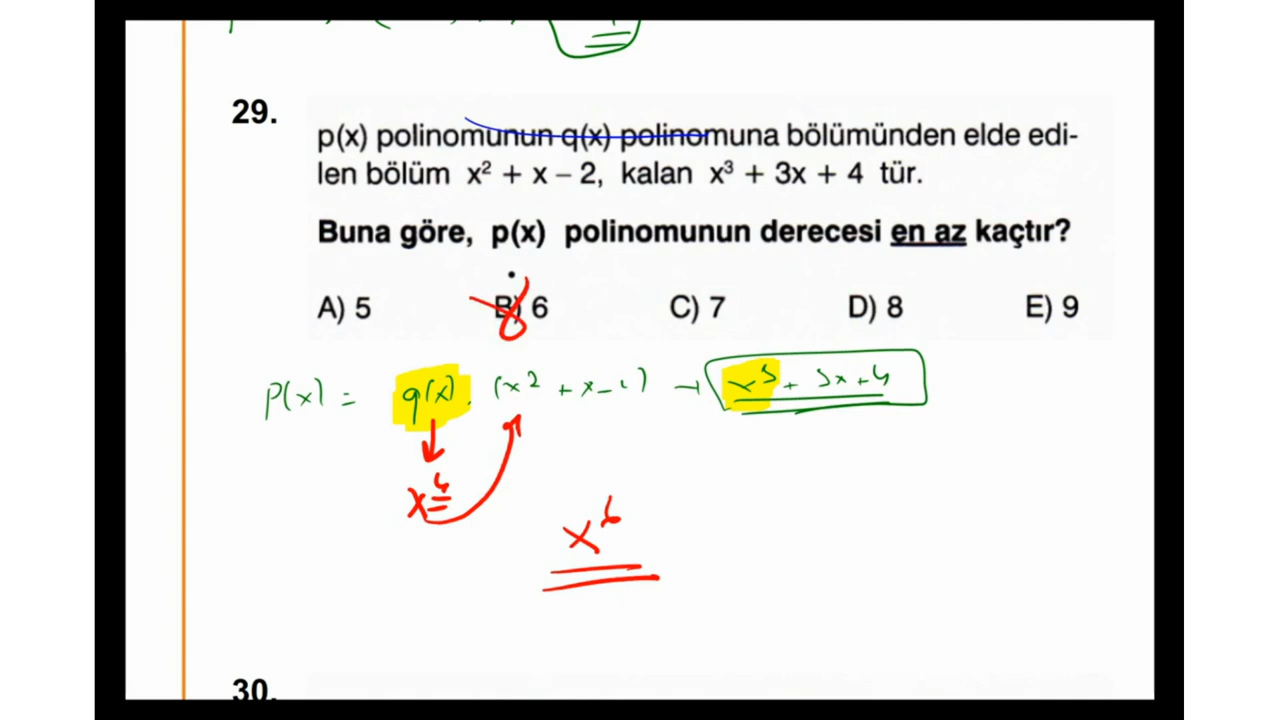 29.
p(x) polinomunun q(x) polinomuna bölümünden elde edi-
len bölüm x² + x – 2, kalan x³ + 3x + 4 tür.
Buna göre, p(x) polinomunun derecesi en az kaçtır?
A) 5 B) 6 C) 7 D) 8 E) 9
P(x) = q(x) . (x² + x - 2) + x³ + 3x + 4
x⁴
x⁶
30.